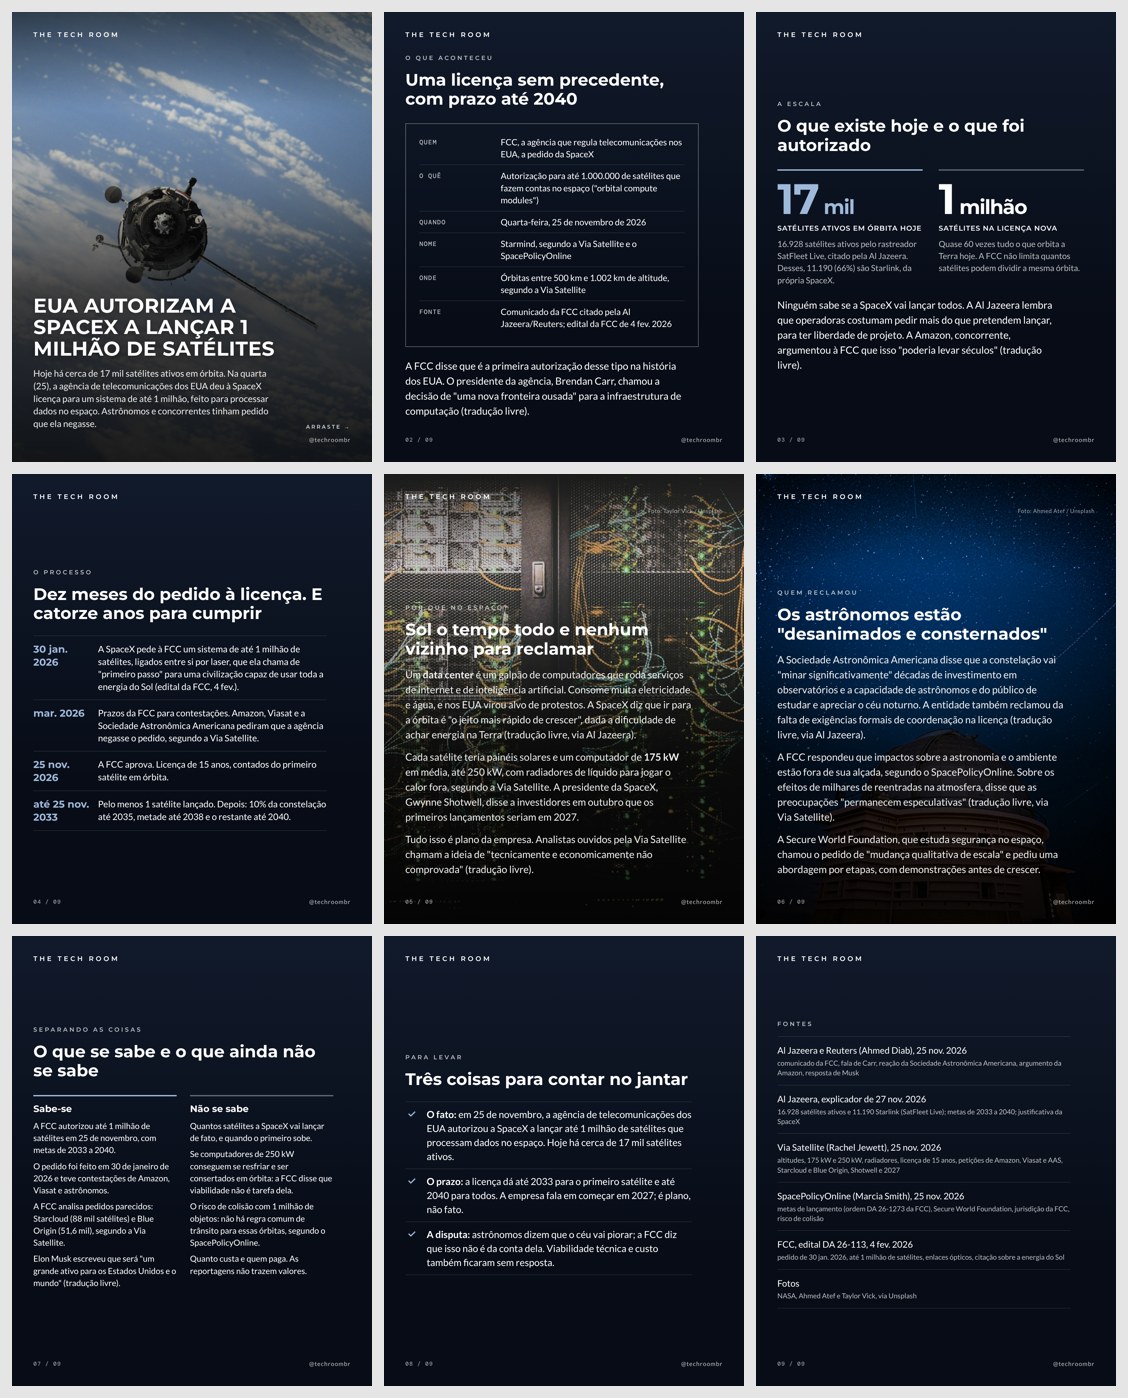 THE TECH ROOM
EUA AUTORIZAM A
SPACEX A LANÇAR 1
MILHÃO DE SATÉLITES
Hoje há cerca de 17 mil satélites ativos em órbita. Na quarta
(25), a agência de telecomunicações dos EUA deu à SpaceX
licença para um sistema de até 1 milhão, feito para processar
dados no espaço. Astrônomos e concorrentes tinham pedido
que ela negasse.
ARRASTE →
@techroombr
THE TECH ROOM
O QUE ACONTECEU
Uma licença sem precedente,
com prazo até 2040
QUEM
FCC, a agência que regula telecomunicações nos
EUA, a pedido da SpaceX
O QUÊ
Autorização para até 1.000.000 de satélites que
fazem contas no espaço ("orbital compute
modules")
QUANDO
Quarta-feira, 25 de novembro de 2026
NOME
Starmind, segundo a Via Satellite e o
SpacePolicyOnline
ONDE
Órbitas entre 500 km e 1.002 km de altitude,
segundo a Via Satellite
FONTE
Comunicado da FCC citado pela Al
Jazeera/Reuters; edital da FCC de 4 fev. 2026
A FCC disse que é a primeira autorização desse tipo na história
dos EUA. O presidente da agência, Brendan Carr, chamou a
decisão de "uma nova fronteira ousada" para a infraestrutura de
computação (tradução livre).
02 / 09
@techroombr
THE TECH ROOM
A ESCALA
O que existe hoje e o que foi
autorizado
17 mil
SATÉLITES ATIVOS EM ÓRBITA HOJE
16.928 satélites ativos pelo rastreador
SatFleet Live, citado pela Al Jazeera.
Desses, 11.190 (66%) são Starlink, da
própria SpaceX.
1 milhão
SATÉLITES NA LICENÇA NOVA
Quase 60 vezes tudo o que orbita a
Terra hoje. A FCC não limita quantos
satélites podem dividir a mesma órbita.
Ninguém sabe se a SpaceX vai lançar todos. A Al Jazeera lembra
que operadoras costumam pedir mais do que pretendem lançar,
para ter liberdade de projeto. A Amazon, concorrente,
argumentou à FCC que isso "poderia levar séculos" (tradução
livre).
03 / 09
@techroombr
THE TECH ROOM
O PROCESSO
Dez meses do pedido à licença. E
catorze anos para cumprir
30 jan.
2026
A SpaceX pede à FCC um sistema de até 1 milhão de
satélites, ligados entre si por laser, que ela chama de
"primeiro passo" para uma civilização capaz de usar toda a
energia do Sol (edital da FCC, 4 fev.).
mar. 2026
Prazos da FCC para contestações. Amazon, Viasat e a
Sociedade Astronômica Americana pediram que a agência
negasse o pedido, segundo a Via Satellite.
25 nov.
2026
A FCC aprova. Licença de 15 anos, contados do primeiro
satélite em órbita.
até 25 nov.
2033
Pelo menos 1 satélite lançado. Depois: 10% da constelação
até 2035, metade até 2038 e o restante até 2040.
04 / 09
@techroombr
THE TECH ROOM
Foto: Taylor Vick / Unsplash
POR QUE NO ESPAÇO?
Sol o tempo todo e nenhum
vizinho para reclamar
Um data center é um galpão de computadores que roda serviços
de internet e de inteligência artificial. Consome muita eletricidade
e água, e nos EUA virou alvo de protestos. A SpaceX diz que ir para
a órbita é "o jeito mais rápido de crescer", dada a dificuldade de
achar energia na Terra (tradução livre, via Al Jazeera).
Cada satélite teria painéis solares e um computador de 175 kW
em média, até 250 kW, com radiadores de líquido para jogar o
calor fora, segundo a Via Satellite. A presidente da SpaceX,
Gwynne Shotwell, disse a investidores em outubro que os
primeiros lançamentos seriam em 2027.
Tudo isso é plano da empresa. Analistas ouvidos pela Via Satellite
chamam a ideia de "tecnicamente e economicamente não
comprovada" (tradução livre).
05 / 09
@techroombr
THE TECH ROOM
Foto: Ahmed Atef / Unsplash
QUEM RECLAMOU
Os astrônomos estão
"desanimados e consternados"
A Sociedade Astronômica Americana disse que a constelação vai
"minar significativamente" décadas de investimento em
observatórios e a capacidade de astrônomos e do público de
estudar e apreciar o céu noturno. A entidade também reclamou da
falta de exigências formais de coordenação na licença (tradução
livre, via Al Jazeera).
A FCC respondeu que impactos sobre a astronomia e o ambiente
estão fora de sua alçada, segundo o SpacePolicyOnline. Sobre os
efeitos de milhares de reentradas na atmosfera, disse que as
preocupações "permanecem especulativas" (tradução livre, via
Via Satellite).
A Secure World Foundation, que estuda segurança no espaço,
chamou o pedido de "mudança qualitativa de escala" e pediu uma
abordagem por etapas, com demonstrações antes de crescer.
06 / 09
@techroombr
THE TECH ROOM
SEPARANDO AS COISAS
O que se sabe e o que ainda não
se sabe
Sabe-se
A FCC autorizou até 1 milhão de
satélites em 25 de novembro, com
metas de 2033 a 2040.
O pedido foi feito em 30 de janeiro de
2026 e teve contestações de Amazon,
Viasat e astrônomos.
A FCC analisa pedidos parecidos:
Starcloud (88 mil satélites) e Blue
Origin (51,6 mil), segundo a Via
Satellite.
Elon Musk escreveu que será "um
grande ativo para os Estados Unidos e o
mundo" (tradução livre).
Não se sabe
Quantos satélites a SpaceX vai lançar
de fato, e quando o primeiro sobe.
Se computadores de 250 kW
conseguem se resfriar e ser
consertados em órbita: a FCC disse que
viabilidade não é tarefa dela.
O risco de colisão com 1 milhão de
objetos: não há regra comum de
trânsito para essas órbitas, segundo o
SpacePolicyOnline.
Quanto custa e quem paga. As
reportagens não trazem valores.
07 / 09
@techroombr
THE TECH ROOM
PARA LEVAR
Três coisas para contar no jantar
O fato: em 25 de novembro, a agência de telecomunicações dos
EUA autorizou a SpaceX a lançar até 1 milhão de satélites que
processam dados no espaço. Hoje há cerca de 17 mil satélites
ativos.
O prazo: a licença dá até 2033 para o primeiro satélite e até
2040 para todos. A empresa fala em começar em 2027; é plano,
não fato.
A disputa: astrônomos dizem que o céu vai piorar; a FCC diz
que isso não é da conta dela. Viabilidade técnica e custo
também ficaram sem resposta.
08 / 09
@techroombr
THE TECH ROOM
FONTES
Al Jazeera e Reuters (Ahmed Diab), 25 nov. 2026
comunicado da FCC, fala de Carr, reação da Sociedade Astronômica Americana, argumento da
Amazon, resposta de Musk
Al Jazeera, explicador de 27 nov. 2026
16.928 satélites ativos e 11.190 Starlink (SatFleet Live); metas de 2033 a 2040; justificativa da
SpaceX
Via Satellite (Rachel Jewett), 25 nov. 2026
altitudes, 175 kW e 250 kW, radiadores, licença de 15 anos, petições de Amazon, Viasat e AAS,
Starcloud e Blue Origin, Shotwell e 2027
SpacePolicyOnline (Marcia Smith), 25 nov. 2026
metas de lançamento (ordem DA 26-1273 da FCC), Secure World Foundation, jurisdição da FCC,
risco de colisão
FCC, edital DA 26-113, 4 fev. 2026
pedido de 30 jan. 2026, até 1 milhão de satélites, enlaces ópticos, citação sobre a energia do Sol
Fotos
NASA, Ahmed Atef e Taylor Vick, via Unsplash
09 / 09
@techroombr